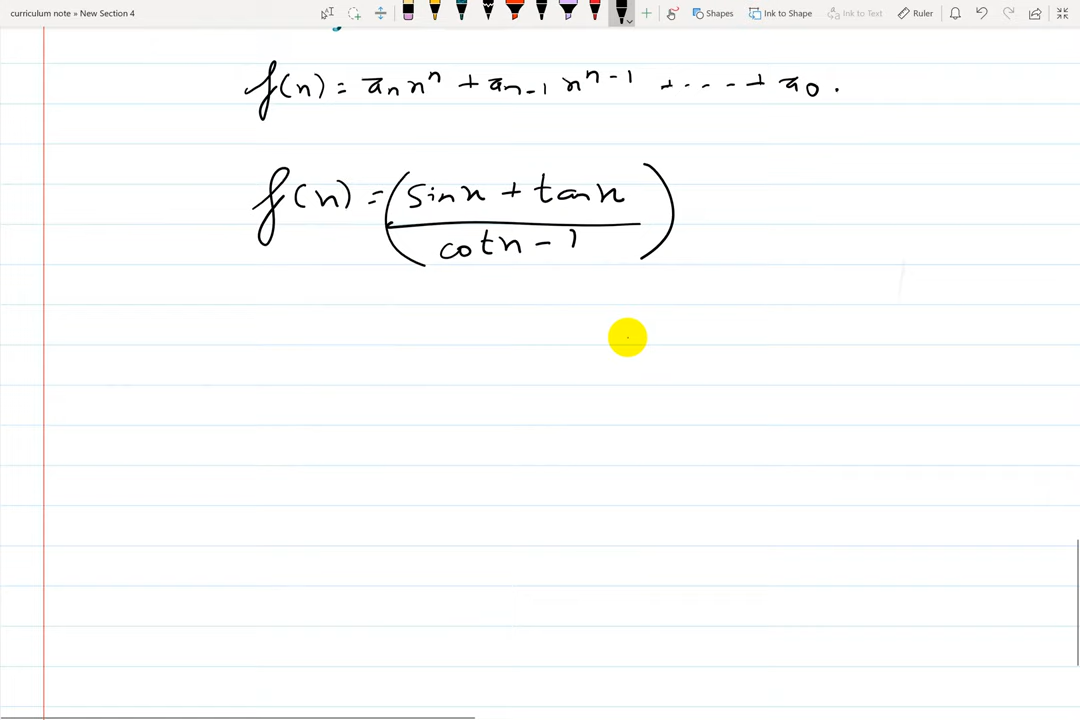 curriculum note » New Section 4
Shapes Ink to Shape Ink to Text Ruler
f(x) = aₙxⁿ + aₙ₋₁ xⁿ⁻¹ + .... + a₀ .
f(x) = (sinx + tanx
cotx - 1)